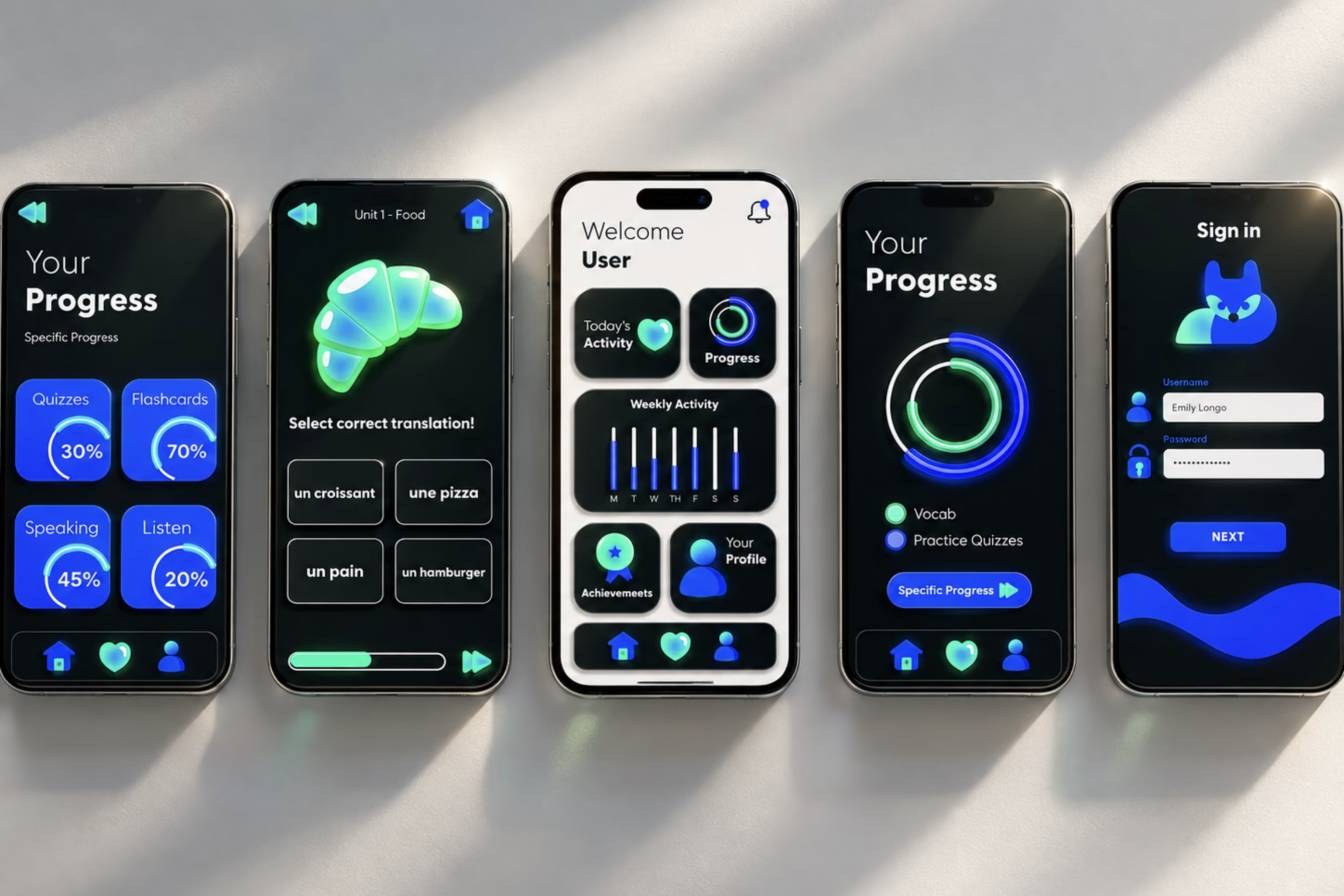 Your
Progress
Specific Progress
Quizzes
Flashcards
30%
70%
Speaking
Listen
45%
20%
Unit 1 - Food
Select correct translation!
un croissant
une pizza
un pain
un hamburger
Welcome
User
Today's
Activity
Progress
Weekly Activity
M T W TH F S S
Achievemeets
Your
Profile
Your
Progress
Vocab
Practice Quizzes
Specific Progress
Sign in
Username
Emily Longo
Password
•••••••••••••
NEXT